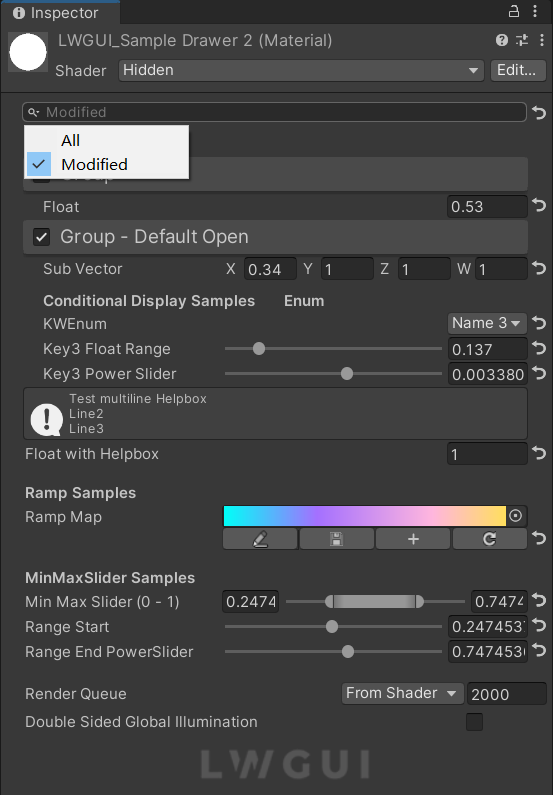 Inspector
LWGUI_Sample Drawer 2 (Material)
Shader Hidden Edit...
Modified
All
Modified
Float 0.53
Group - Default Open
Sub Vector X 0.34 Y 1 Z 1 W 1
Conditional Display Samples Enum
KWEnum Name 3
Key3 Float Range 0.137
Key3 Power Slider 0.003380
Test multiline Helpbox
Line2
Line3
Float with Helpbox 1
Ramp Samples
Ramp Map
MinMaxSlider Samples
Min Max Slider (0 - 1) 0.2474 0.7474
Range Start 0.247453
Range End PowerSlider 0.747453
Render Queue From Shader 2000
Double Sided Global Illumination
LWGUI